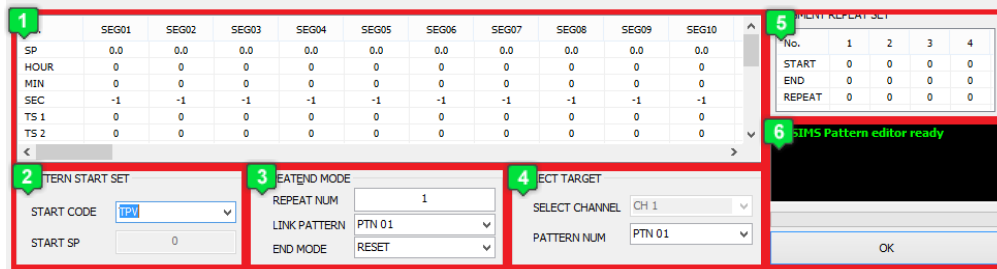 1
SEG01 SEG02 SEG03 SEG04 SEG05 SEG06 SEG07 SEG08 SEG09 SEG10
SP 0.0 0.0 0.0 0.0 0.0 0.0 0.0 0.0 0.0 0.0
HOUR 0 0 0 0 0 0 0 0 0 0
MIN 0 0 0 0 0 0 0 0 0 0
SEC -1 -1 -1 -1 -1 -1 -1 -1 -1 -1
TS 1 0 0 0 0 0 0 0 0 0 0
TS 2 0 0 0 0 0 0 0 0 0 0
2
TERN START SET
START CODE TPV
START SP 0
3
EATEND MODE
REPEAT NUM 1
LINK PATTERN PTN 01
END MODE RESET
4
ECT TARGET
SELECT CHANNEL CH 1
PATTERN NUM PTN 01
5
REPEAT SET
No. 1 2 3 4
START 0 0 0 0
END 0 0 0 0
REPEAT 0 0 0 0
6
SIMS Pattern editor ready
OK